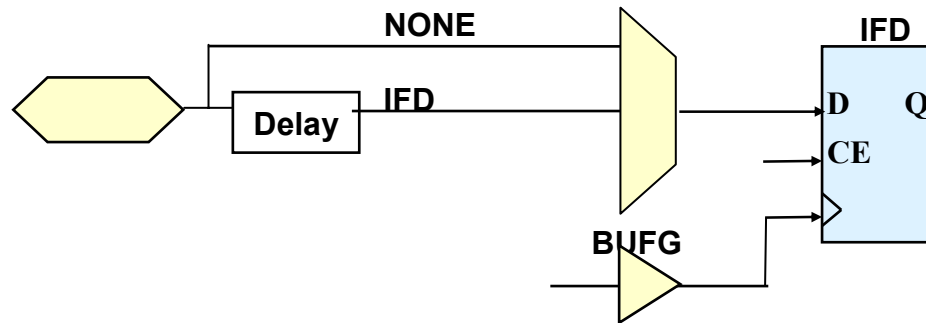 NONE
IFD
IFD
Delay
D Q
CE
BUFG